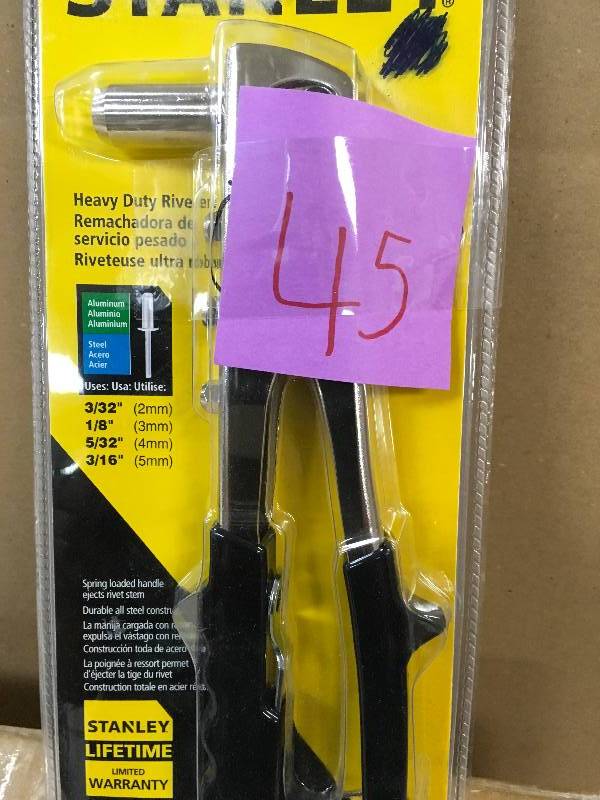 STANLEY®
45
Heavy Duty Riveter
Remachadora de
servicio pesado
Riveteuse ultra
Aluminum
Aluminio
Aluminium
Steel
Acero
Acier
Uses: Usa: Utilise:
3/32" (2mm)
1/8" (3mm)
5/32" (4mm)
3/16" (5mm)
Spring loaded handle
ejects rivet stem
Durable all steel
La manija cargada con
expulsa el vástago con
Construcción toda de acero
La poignée à ressort permet
d'éjecter la tige du rivet
Construction totale en acier
STANLEY
LIFETIME
LIMITED
WARRANTY